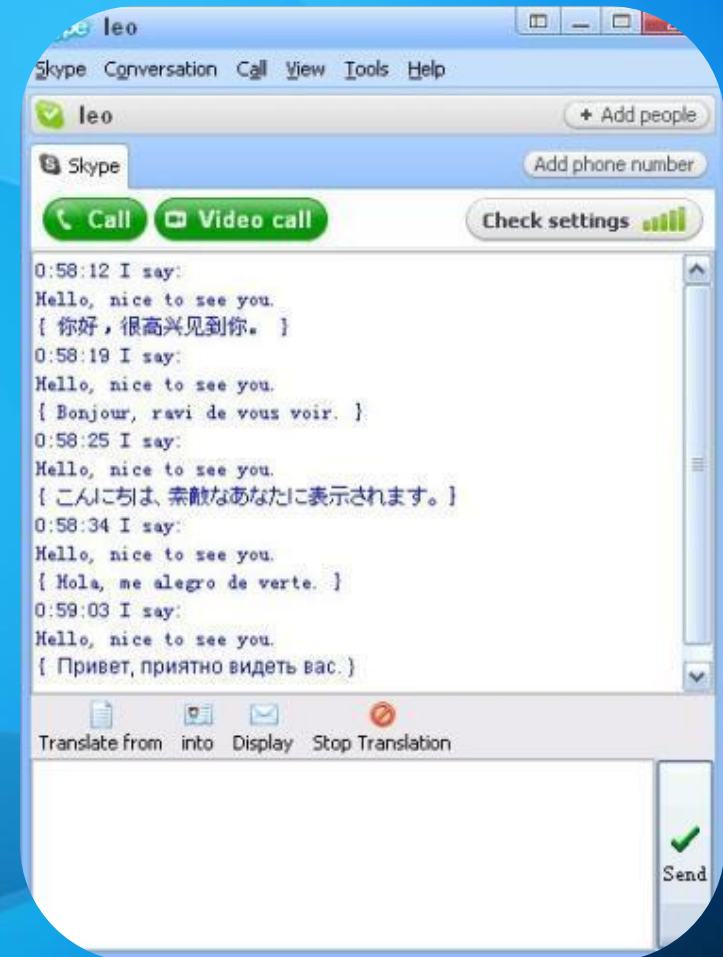 leo
Skype Conversation Call View Tools Help
leo + Add people
Skype Add phone number
Call Video call Check settings
0:58:12 I say:
Hello, nice to see you.
{ 你好，很高兴见到你。 }
0:58:19 I say:
Hello, nice to see you.
{ Bonjour, ravi de vous voir. }
0:58:25 I say:
Hello, nice to see you.
{ こんにちは、素敵なあなたに表示されます。}
0:58:34 I say:
Hello, nice to see you.
{ Hola, me alegro de verte. }
0:59:03 I say:
Hello, nice to see you.
{ Привет, приятно видеть вас. }
Translate from into Display Stop Translation
Send